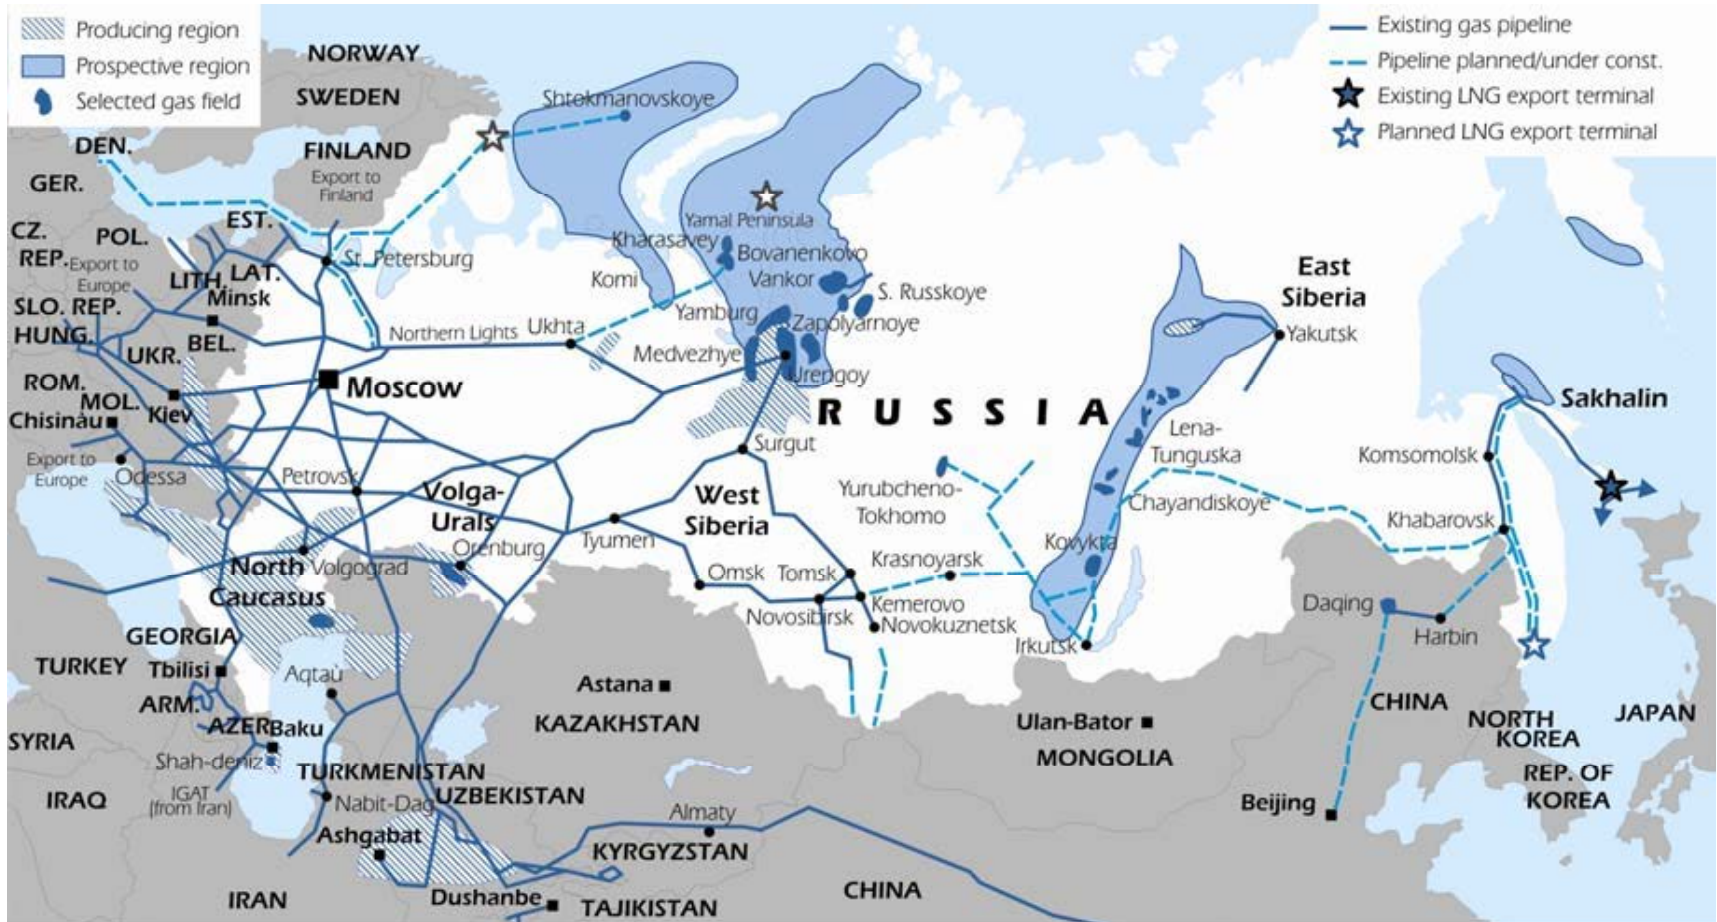 Producing region
Prospective region
Selected gas field
Existing gas pipeline
Pipeline planned/under const.
Existing LNG export terminal
Planned LNG export terminal
NORWAY
SWEDEN
FINLAND
Export to
Finland
DEN.
GER.
CZ.
REP.
POL.
Export to
Europe
EST.
LAT.
LITH.
Minsk
SLO. REP.
HUNG.
BEL.
UKR.
ROM.
MOL.
Chisinàu
Kiev
Export to
Europe
Odessa
St. Petersburg
Shtokmanovskoye
Yamal Peninsula
Kharasavey
Bovanenkovo
Vankor
S. Russkoye
Komi
Yamburg
Zapolyarnoye
Northern Lights
Ukhta
Medvezhye
Urengoy
Moscow
RUSSIA
East
Siberia
Yakutsk
Sakhalin
Surgut
Lena-
Tunguska
Komsomolsk
Petrovsk
Volga-
Urals
West
Siberia
Yurubcheno-
Tokhomo
Chayandiskoye
Khabarovsk
Orenburg
Tyumen
Kovykta
Krasnoyarsk
North
Caucasus
Volgograd
Omsk
Tomsk
Kemerovo
Novosibirsk
Novokuznetsk
Irkutsk
Daqing
Harbin
GEORGIA
TURKEY
Tbilisi
ARM.
AZER.
Baku
Aqtaù
Astana
KAZAKHSTAN
Ulan-Bator
MONGOLIA
CHINA
NORTH
KOREA
JAPAN
SYRIA
Shah-deniz
IGAT
(from Iran)
TURKMENISTAN
Nabit-Dag
UZBEKISTAN
REP. OF
KOREA
IRAQ
Beijing
Ashgabat
Almaty
KYRGYZSTAN
IRAN
Dushanbe
TAJIKISTAN
CHINA